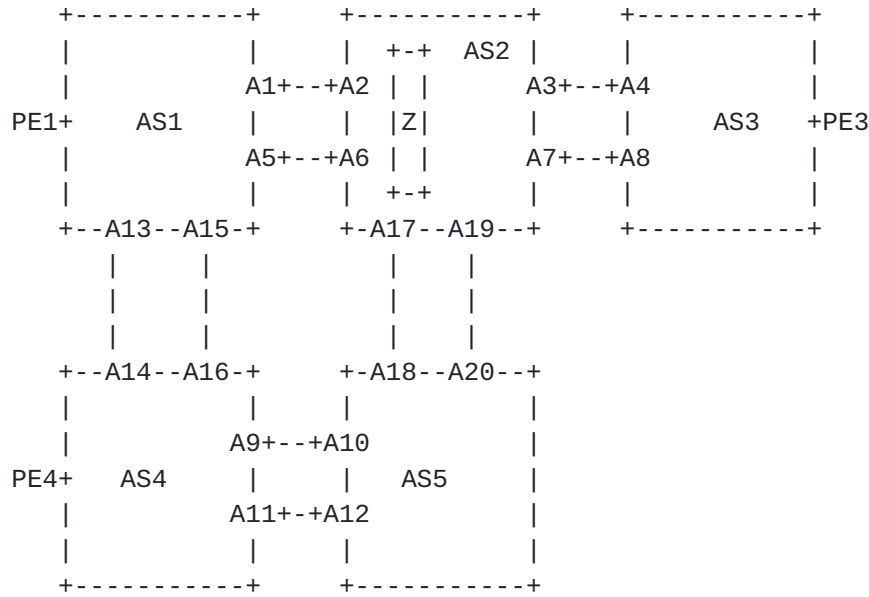 +-----------+      +-----------+      +-----------+
|           |      |  +-+  AS2 |      |           |
|          A1+--+A2 | |      A3+--+A4          |
PE1+    AS1    |      |  |Z|      |      |     AS3   +PE3
|          A5+--+A6 | |      A7+--+A8          |
|           |      |  +-+      |      |           |
+--A13--A15-+      +-A17--A19--+      +-----------+
|     |           |    |
|     |           |    |
|     |           |    |
+--A14--A16-+      +-A18--A20--+
|           |      |           |
|         A9+--+A10          |
PE4+   AS4     |      |   AS5     |
|         A11+-+A12          |
|           |      |           |
+-----------+      +-----------+